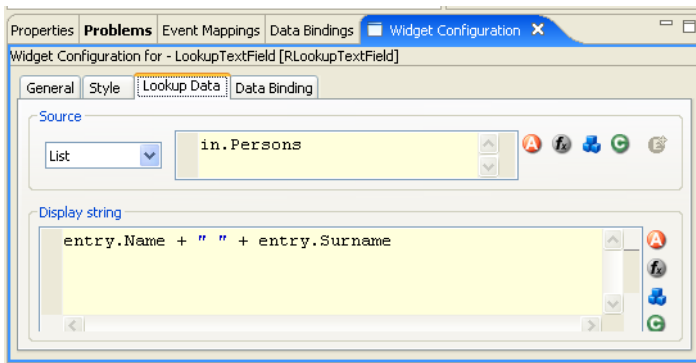 Properties Problems Event Mappings Data Bindings Widget Configuration
Widget Configuration for - LookupTextField [RLookupTextField]
General Style Lookup Data Data Binding
Source
List in.Persons
Display string
entry.Name + " " + entry.Surname